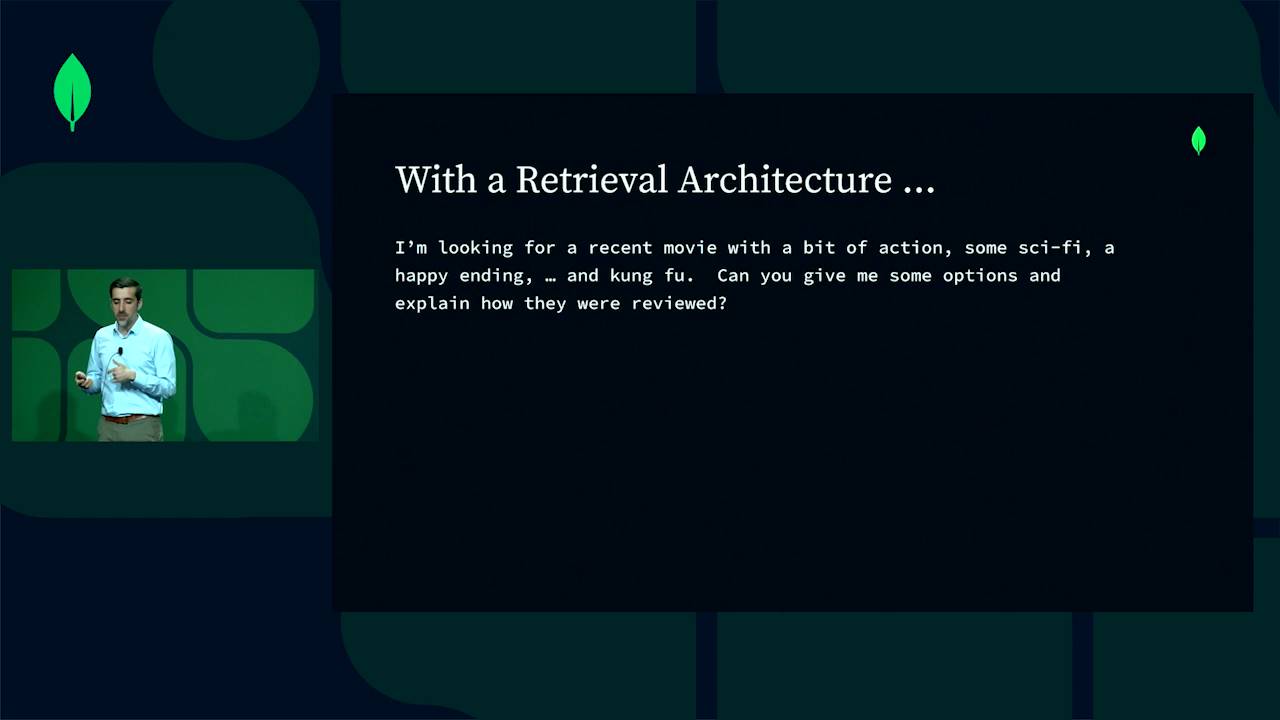 With a Retrieval Architecture ...
I’m looking for a recent movie with a bit of action, some sci-fi, a
happy ending, … and kung fu.  Can you give me some options and
explain how they were reviewed?